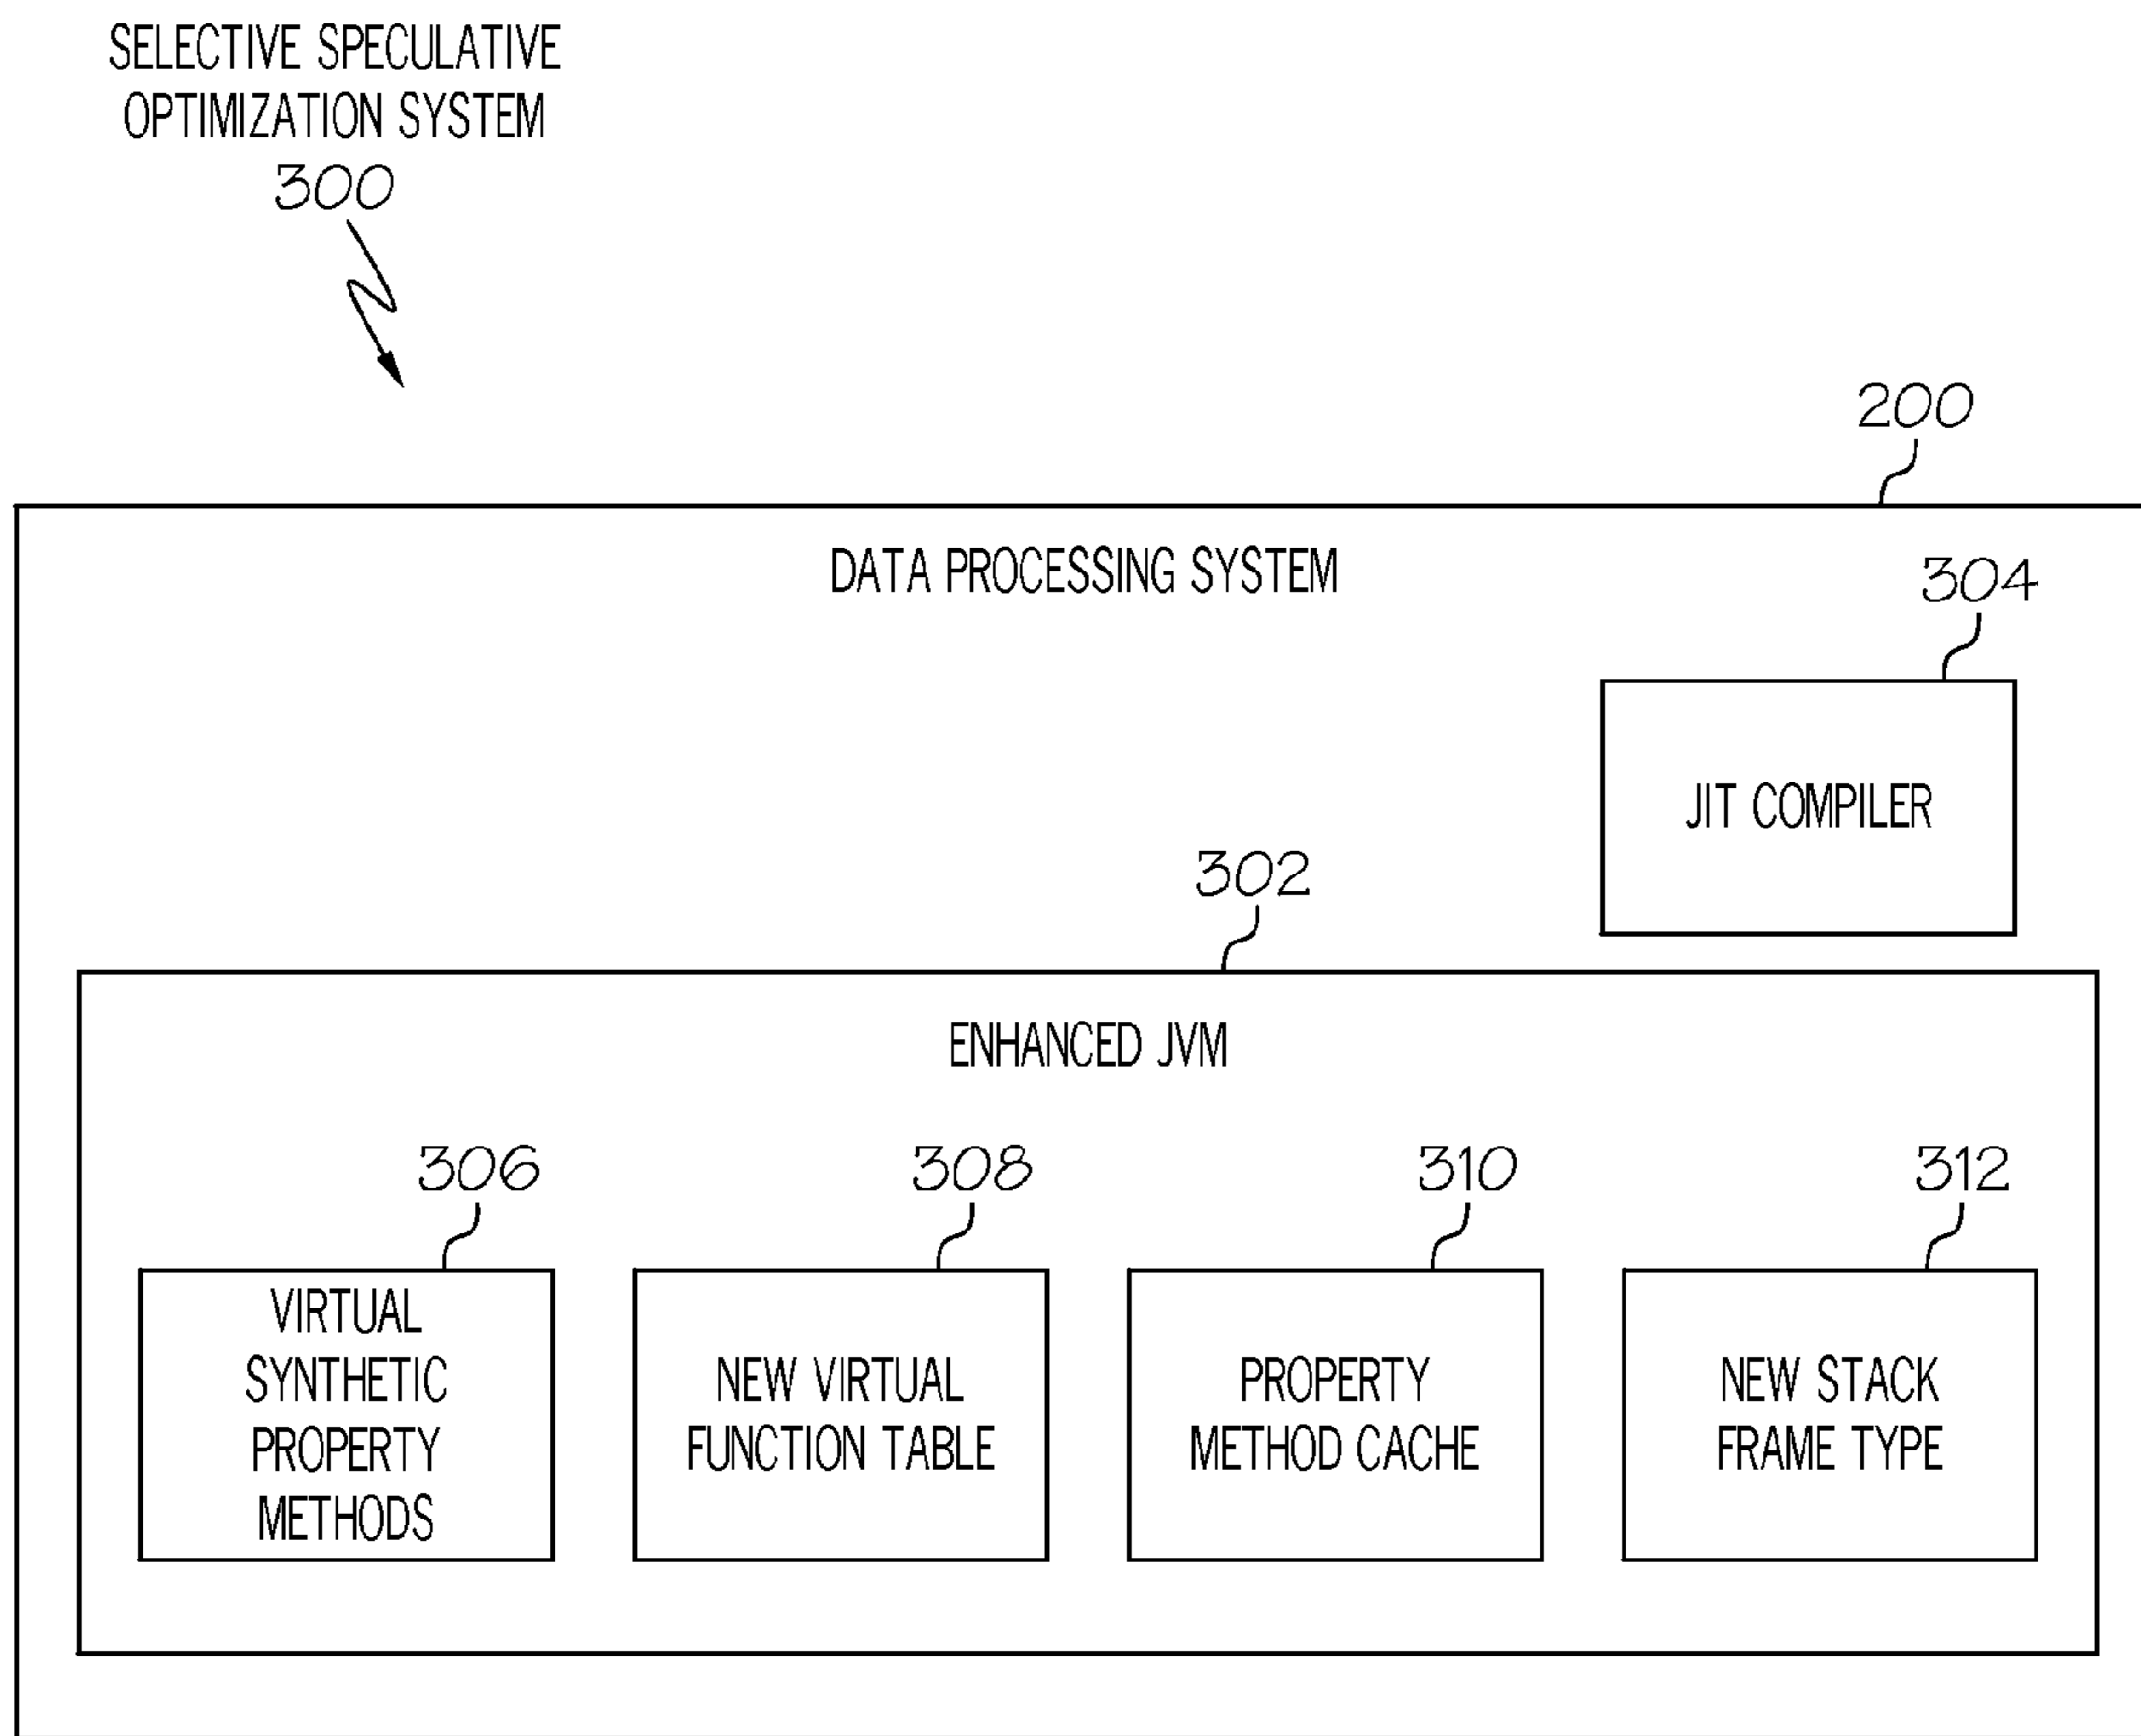 SELECTIVE SPECULATIVE
OPTIMIZATION SYSTEM
300
200
DATA PROCESSING SYSTEM
304
JIT COMPILER
302
ENHANCED JVM
306
VIRTUAL
SYNTHETIC
PROPERTY
METHODS
308
NEW VIRTUAL
FUNCTION TABLE
310
PROPERTY
METHOD CACHE
312
NEW STACK
FRAME TYPE